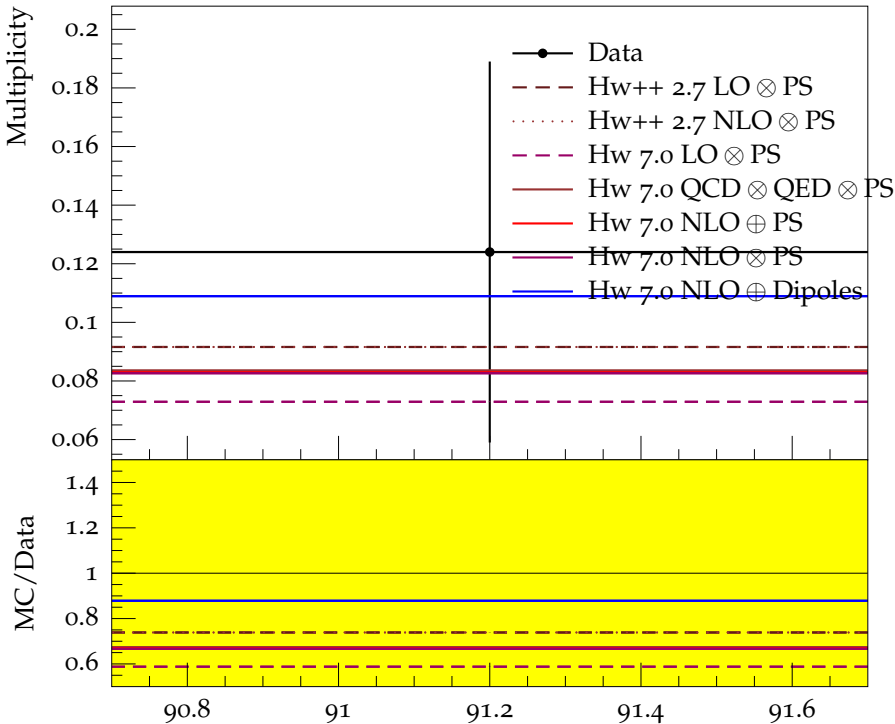 Multiplicity
0.2
0.18
0.16
0.14
0.12
0.1
0.08
0.06
Data
Hw++ 2.7 LO ⊗ PS
Hw++ 2.7 NLO ⊗ PS
Hw 7.0 LO ⊗ PS
Hw 7.0 QCD ⊗ QED ⊗ PS
Hw 7.0 NLO ⊕ PS
Hw 7.0 NLO ⊗ PS
Hw 7.0 NLO ⊕ Dipoles
MC/Data
1.4
1.2
1
0.8
0.6
90.8 91 91.2 91.4 91.6